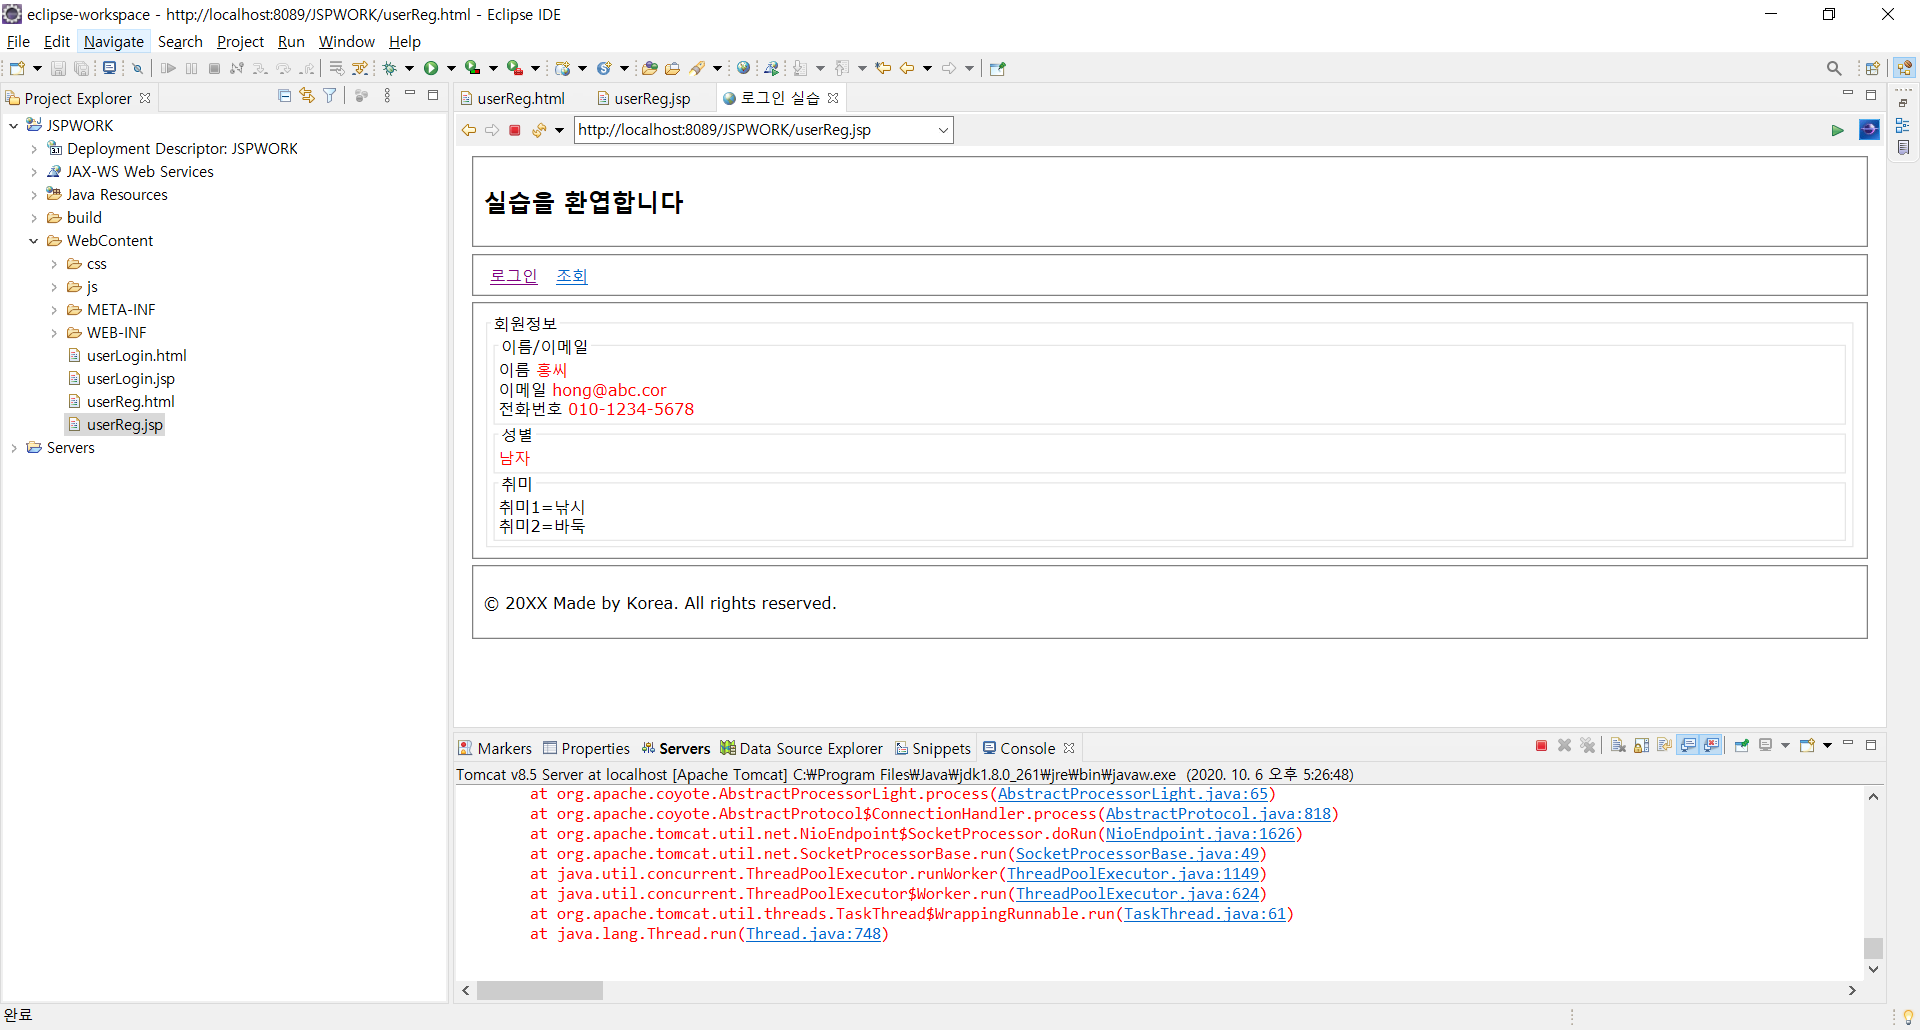 eclipse-workspace - http://localhost:8089/JSPWORK/userReg.html - Eclipse IDE
File Edit Navigate Search Project Run Window Help
Project Explorer
JSPWORK
Deployment Descriptor: JSPWORK
JAX-WS Web Services
Java Resources
build
WebContent
css
js
META-INF
WEB-INF
userLogin.html
userLogin.jsp
userReg.html
userReg.jsp
Servers
userReg.html userReg.jsp 로그인 실습
http://localhost:8089/JSPWORK/userReg.jsp
실습을 환엽합니다
로그인 조회
회원정보
이름/이메일
이름 홍씨
이메일 hong@abc.cor
전화번호 010-1234-5678
성별
남자
취미
취미1=낚시
취미2=바둑
© 20XX Made by Korea. All rights reserved.
Markers Properties Servers Data Source Explorer Snippets Console
Tomcat v8.5 Server at localhost [Apache Tomcat] C:₩Program Files₩Java₩jdk1.8.0_261₩jre₩bin₩javaw.exe (2020. 10. 6 오후 5:26:48)
at org.apache.coyote.AbstractProcessorLight.process(AbstractProcessorLight.java:65)
at org.apache.coyote.AbstractProtocol$ConnectionHandler.process(AbstractProtocol.java:818)
at org.apache.tomcat.util.net.NioEndpoint$SocketProcessor.doRun(NioEndpoint.java:1626)
at org.apache.tomcat.util.net.SocketProcessorBase.run(SocketProcessorBase.java:49)
at java.util.concurrent.ThreadPoolExecutor.runWorker(ThreadPoolExecutor.java:1149)
at java.util.concurrent.ThreadPoolExecutor$Worker.run(ThreadPoolExecutor.java:624)
at org.apache.tomcat.util.threads.TaskThread$WrappingRunnable.run(TaskThread.java:61)
at java.lang.Thread.run(Thread.java:748)
완료